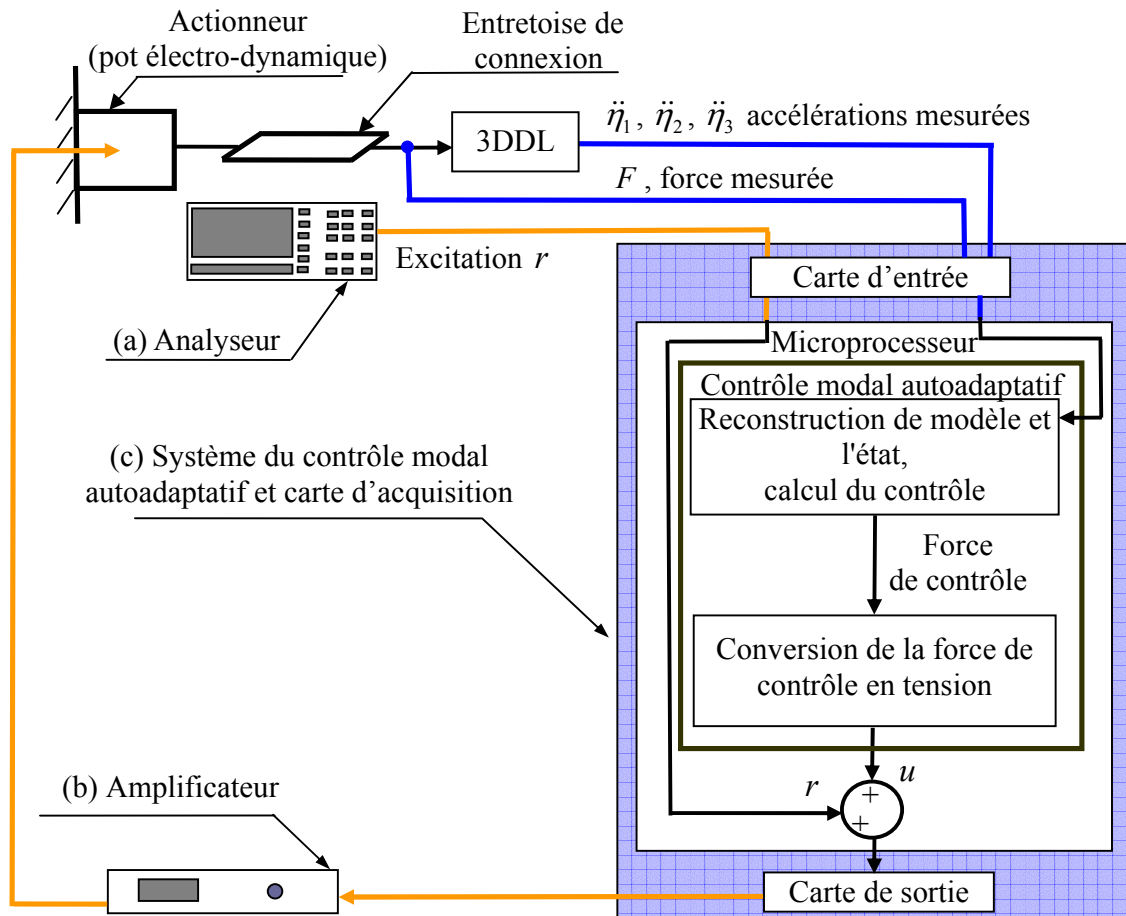 Actionneur
(pot électro-dynamique)
Entretoise de
connexion
3DDL
η̈₁ , η̈₂ , η̈₃ accélérations mesurées
F , force mesurée
Excitation r
(a) Analyseur
Carte d’entrée
Microprocesseur
Contrôle modal autoadaptatif
Reconstruction de modèle et
l'état,
calcul du contrôle
(c) Système du contrôle modal
autoadaptatif et carte d’acquisition
Force
de contrôle
Conversion de la force de
contrôle en tension
(b) Amplificateur
r
u
+
+
Carte de sortie